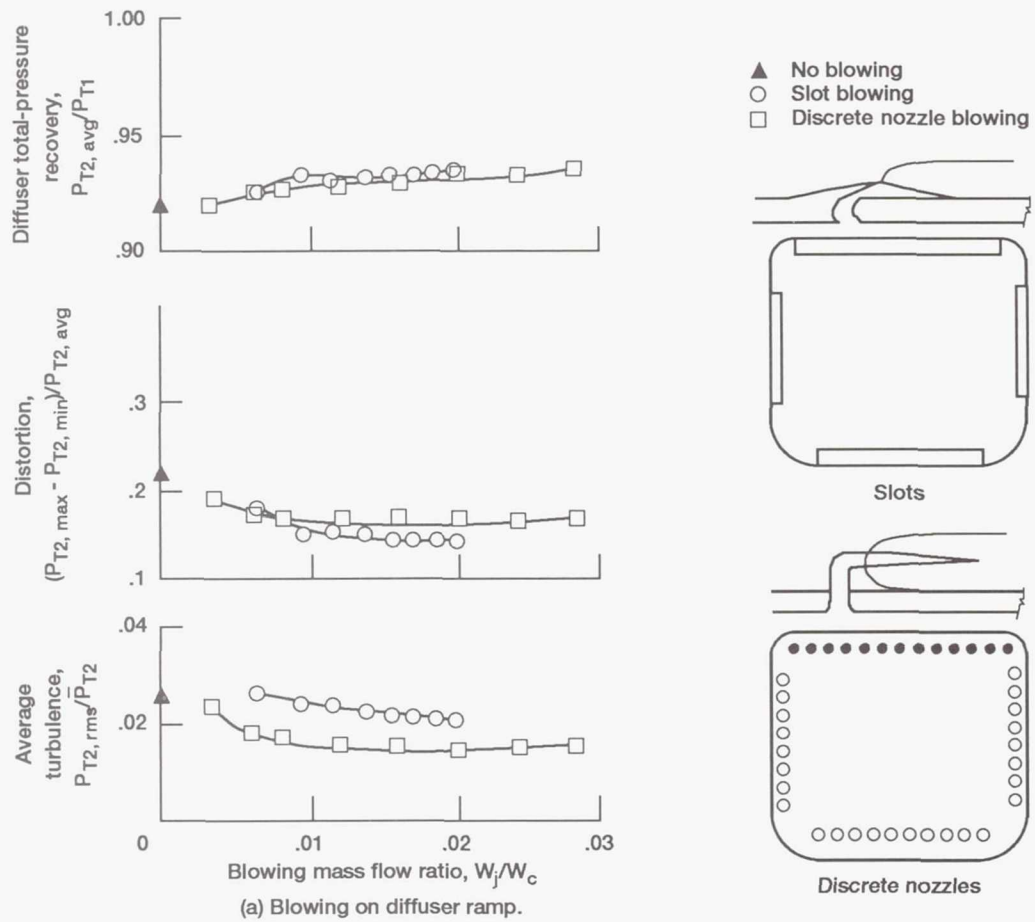 Diffuser total-pressure
recovery,
P_T2, avg/P_T1
1.00
.95
.90
▲ No blowing
○ Slot blowing
□ Discrete nozzle blowing
Distortion,
(P_T2, max - P_T2, min)/P_T2, avg
.3
.2
.1
Slots
Average
turbulence,
P_T2, rms/P̅_T2
.04
.02
0
.01
.02
.03
Blowing mass flow ratio, W_j/W_c
(a) Blowing on diffuser ramp.
Discrete nozzles